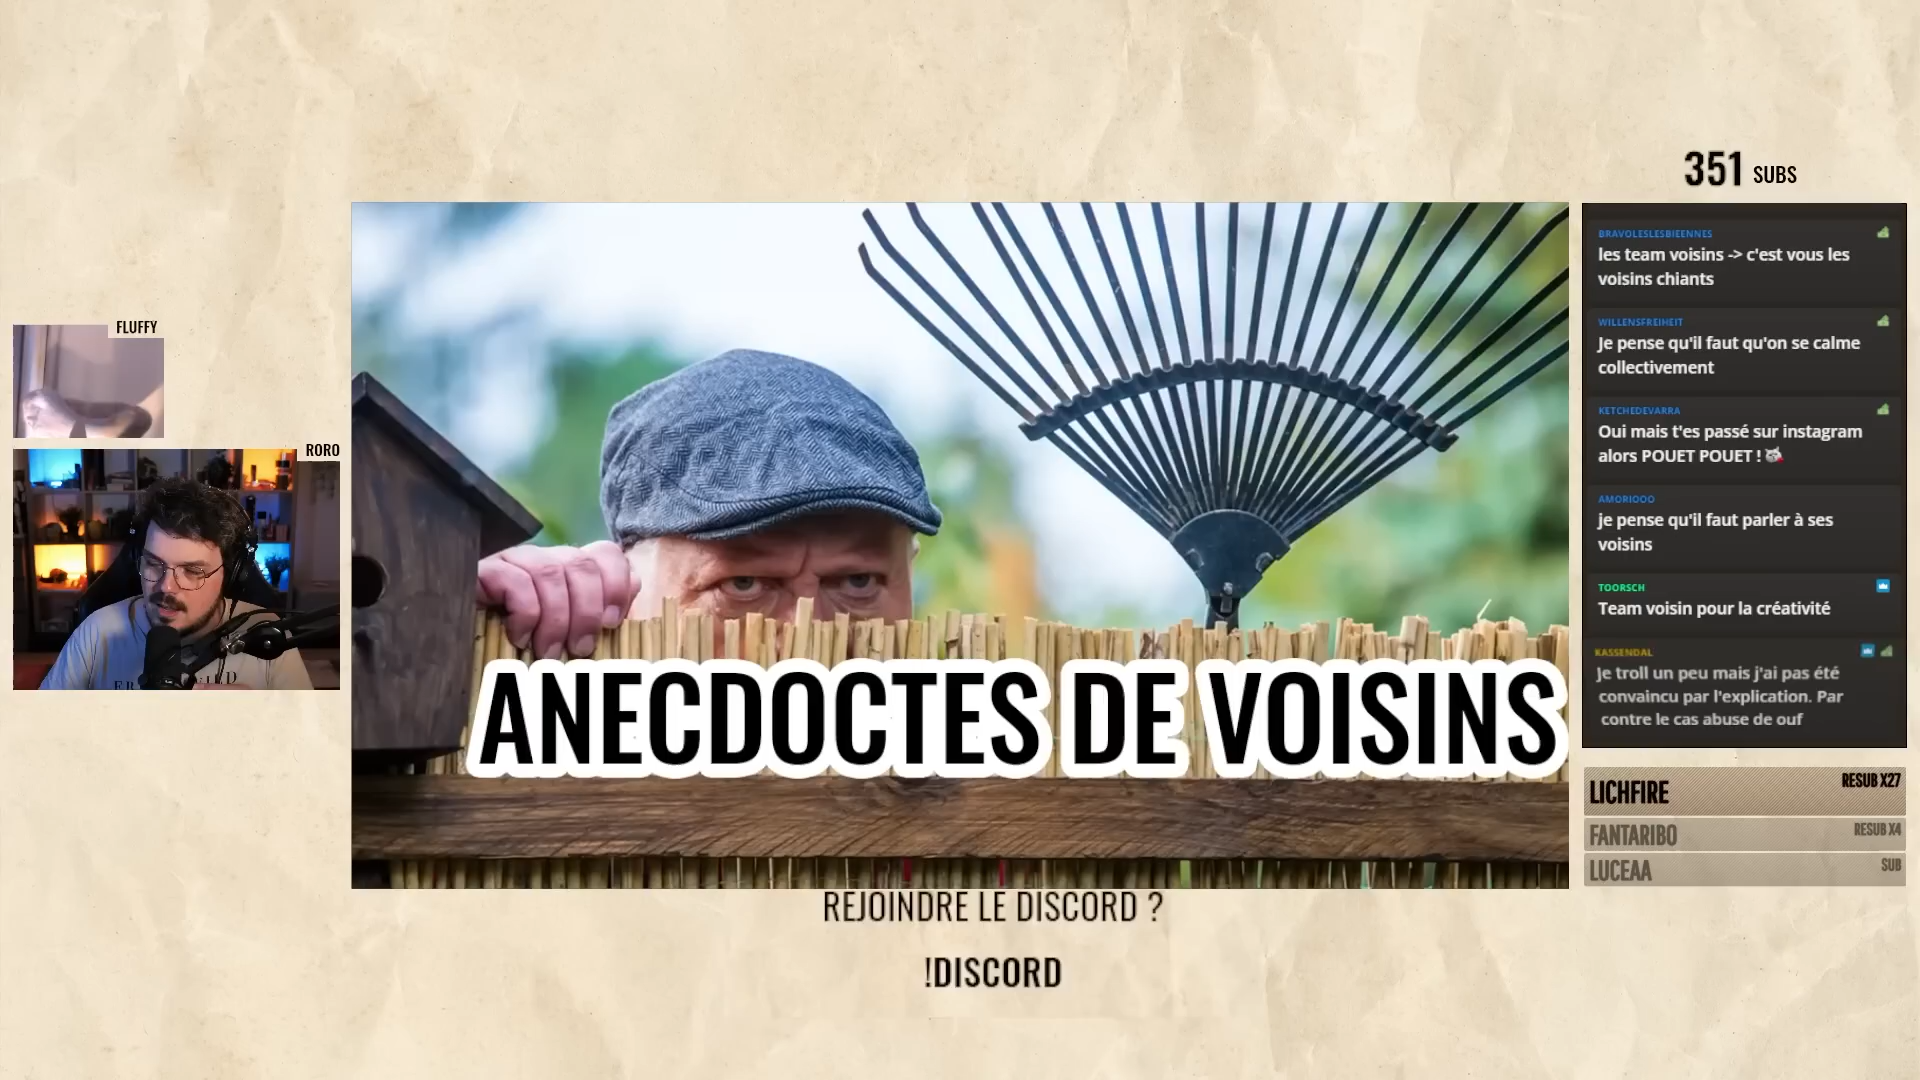 351 SUBS
FLUFFY
RORO
BRAVOLESLESBIEENNES
les team voisins -> c'est vous les
voisins chiants
WILLENSFREIHEIT
Je pense qu'il faut qu'on se calme
collectivement
KETCHEDEVARRA
Oui mais t'es passé sur instagram
alors POUET POUET !
AMORIOOO
je pense qu'il faut parler à ses
voisins
TOORSCH
Team voisin pour la créativité
KASSENDAL
Je troll un peu mais j'ai pas été
convaincu par l'explication. Par
contre le cas abuse de ouf
ANECDOCTES DE VOISINS
LICHFIRE RESUB X27
FANTARIBO RESUB X4
LUCEAA SUB
REJOINDRE LE DISCORD ?
!DISCORD